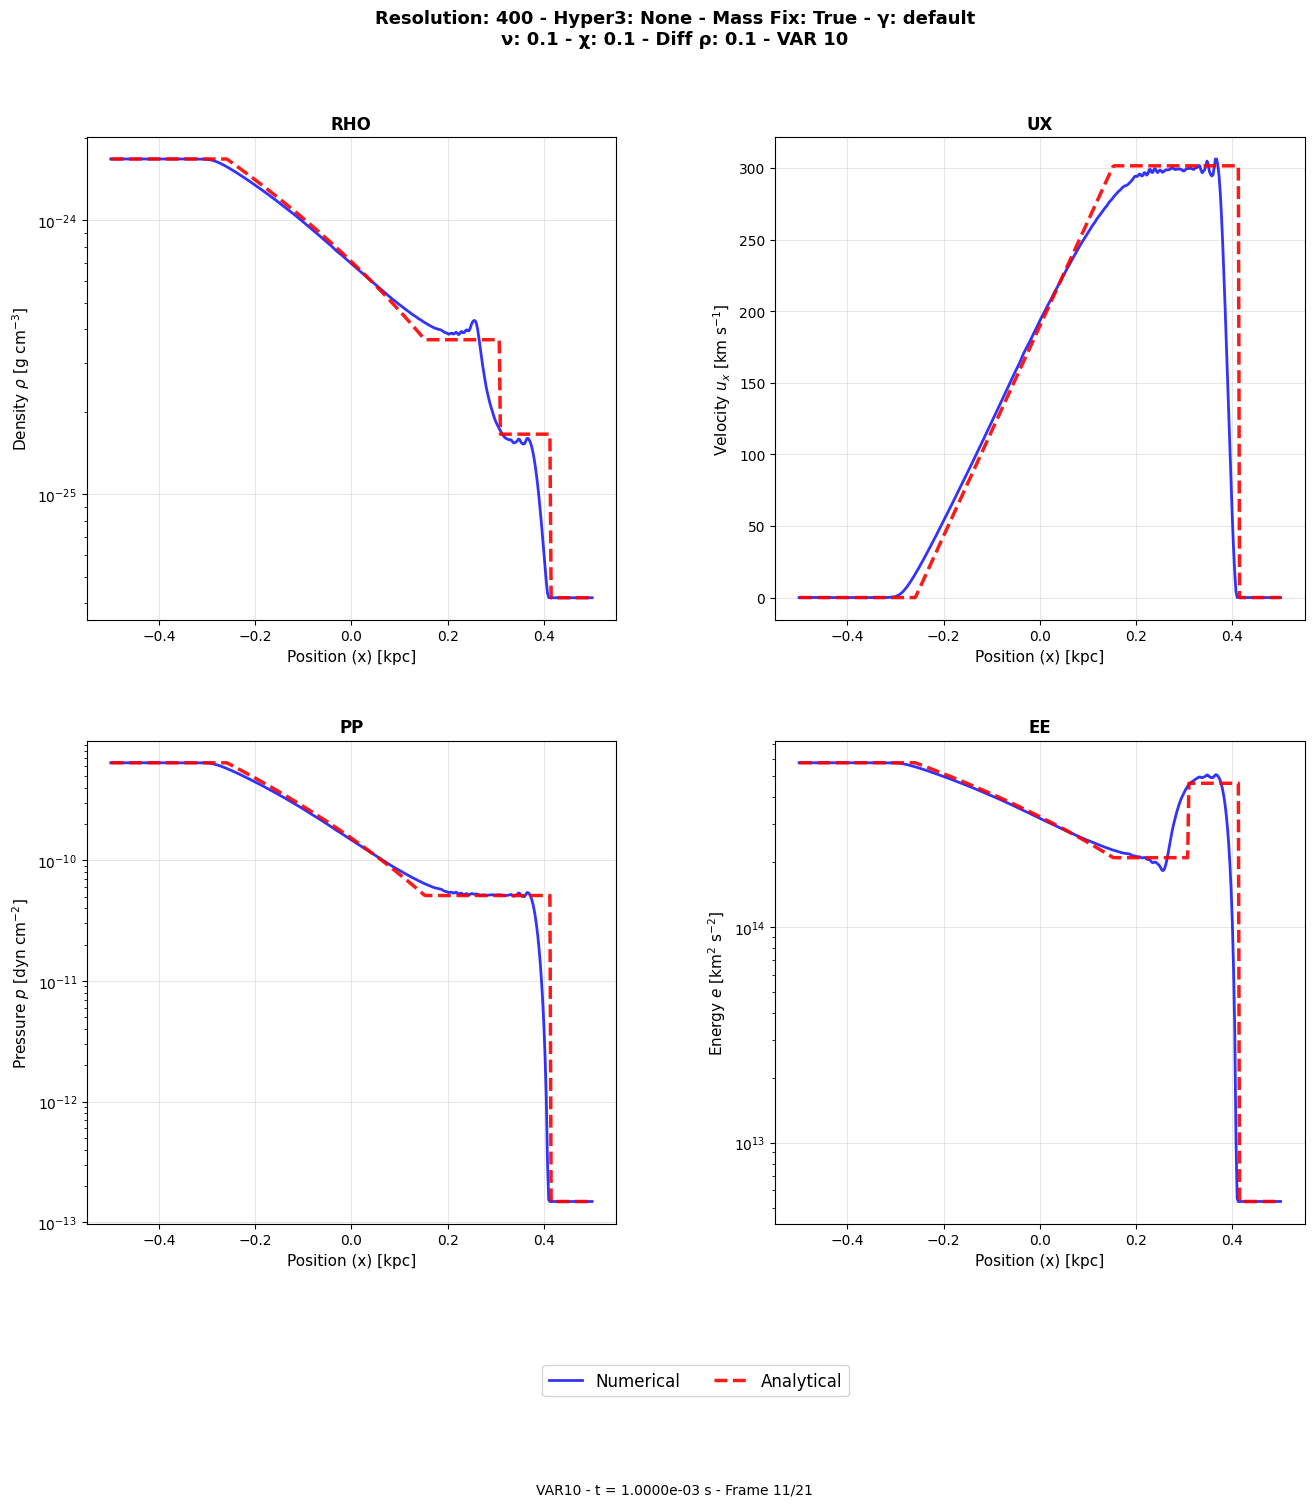 Resolution: 400 - Hyper3: None - Mass Fix: True - γ: default
ν: 0.1 - χ: 0.1 - Diff ρ: 0.1 - VAR 10
RHO
Density ρ [g cm⁻³]
10⁻²⁴
10⁻²⁵
−0.4 −0.2 0.0 0.2 0.4
Position (x) [kpc]
UX
Velocity uₓ [km s⁻¹]
300
250
200
150
100
50
0
−0.4 −0.2 0.0 0.2 0.4
Position (x) [kpc]
PP
Pressure p [dyn cm⁻²]
10⁻¹⁰
10⁻¹¹
10⁻¹²
10⁻¹³
−0.4 −0.2 0.0 0.2 0.4
Position (x) [kpc]
EE
Energy e [km² s⁻²]
10¹⁴
10¹³
−0.4 −0.2 0.0 0.2 0.4
Position (x) [kpc]
Numerical Analytical
VAR10 - t = 1.0000e-03 s - Frame 11/21